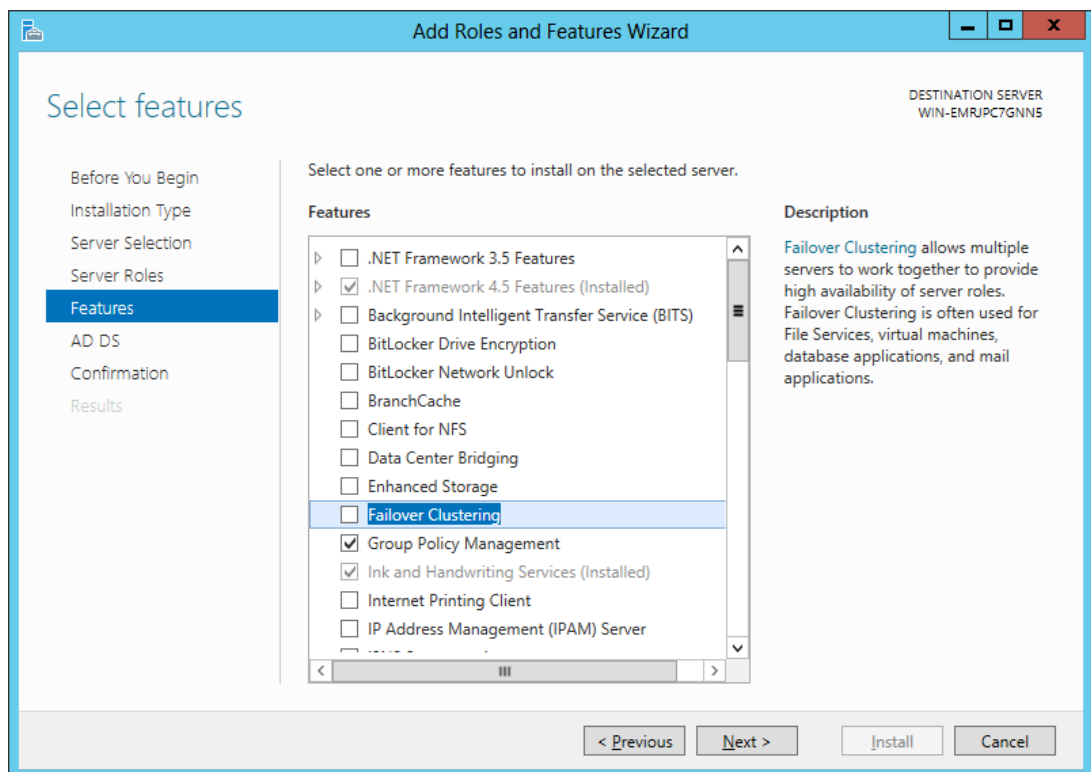 Add Roles and Features Wizard
Select features
DESTINATION SERVER
WIN-EMRJPC7GNN5
Before You Begin
Installation Type
Server Selection
Server Roles
Features
AD DS
Confirmation
Results
Select one or more features to install on the selected server.
Features
.NET Framework 3.5 Features
.NET Framework 4.5 Features (Installed)
Background Intelligent Transfer Service (BITS)
BitLocker Drive Encryption
BitLocker Network Unlock
BranchCache
Client for NFS
Data Center Bridging
Enhanced Storage
Failover Clustering
Group Policy Management
Ink and Handwriting Services (Installed)
Internet Printing Client
IP Address Management (IPAM) Server
Description
Failover Clustering allows multiple
servers to work together to provide
high availability of server roles.
Failover Clustering is often used for
File Services, virtual machines,
database applications, and mail
applications.
< Previous
Next >
Install
Cancel